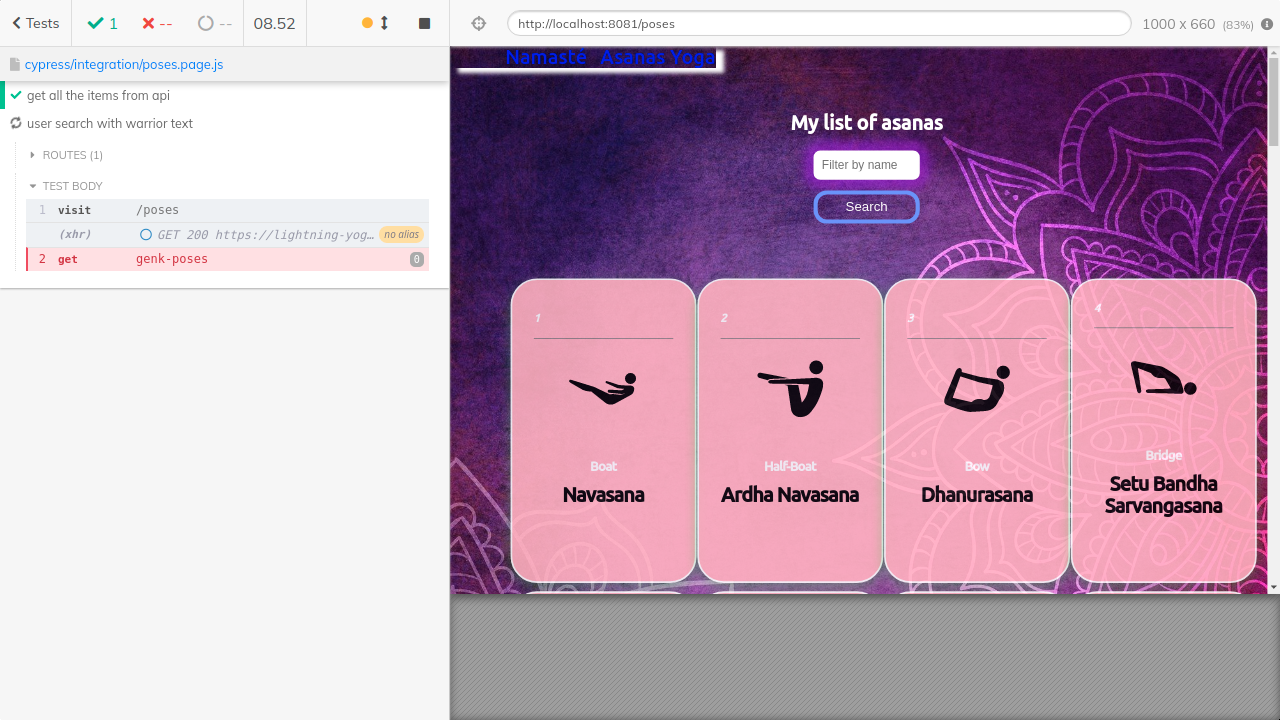 Tests
1
--
--
08.52
http://localhost:8081/poses
1000 x 660 (83%)
cypress/integration/poses.page.js
get all the items from api
user search with warrior text
ROUTES (1)
TEST BODY
1 visit /poses
(xhr) GET 200 https://lightning-yog… no alias
2 get genk-poses 0
Namasté Asanas Yoga
My list of asanas
Filter by name
Search
1
Boat
Navasana
2
Half-Boat
Ardha Navasana
3
Bow
Dhanurasana
4
Bridge
Setu Bandha
Sarvangasana